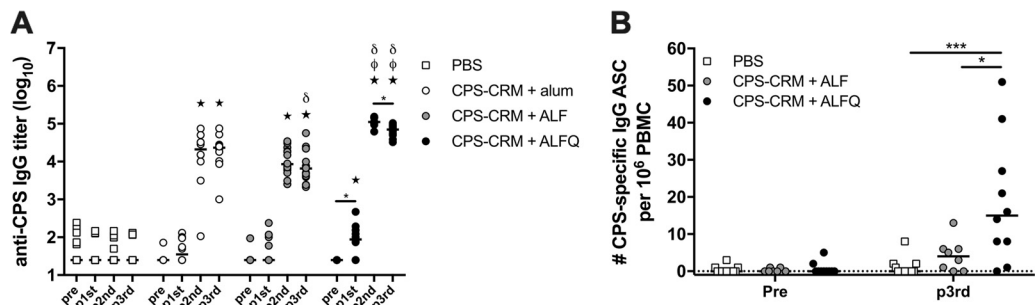 A
anti-CPS IgG titer (log10)
7
6
5
4
3
2
1
δ
δ δ
ϕ ϕ
★ ★
★ ★
★ ★
★
*
*
pre
p1st
p2nd
p3rd
pre
p1st
p2nd
p3rd
pre
p1st
p2nd
p3rd
pre
p1st
p2nd
p3rd
PBS
CPS-CRM + alum
CPS-CRM + ALF
CPS-CRM + ALFQ
B
# CPS-specific IgG ASC
per 10⁶ PBMC
60
50
40
30
20
10
0
PBS
CPS-CRM + ALF
CPS-CRM + ALFQ
***
*
Pre
p3rd